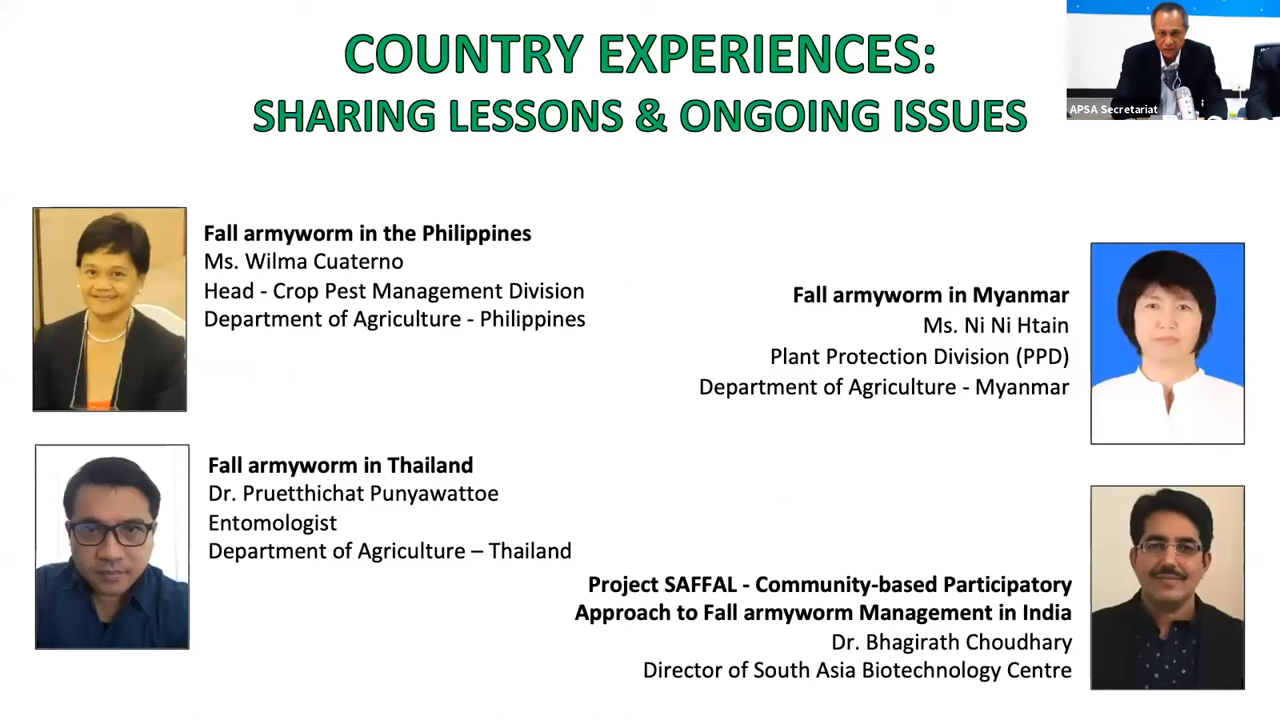 COUNTRY EXPERIENCES:
SHARING LESSONS & ONGOING ISSUES
APSA Secretariat
Fall armyworm in the Philippines
Ms. Wilma Cuaterno
Head - Crop Pest Management Division
Department of Agriculture - Philippines
Fall armyworm in Myanmar
Ms. Ni Ni Htain
Plant Protection Division (PPD)
Department of Agriculture - Myanmar
Fall armyworm in Thailand
Dr. Pruetthichat Punyawattoe
Entomologist
Department of Agriculture – Thailand
Project SAFFAL - Community-based Participatory
Approach to Fall armyworm Management in India
Dr. Bhagirath Choudhary
Director of South Asia Biotechnology Centre